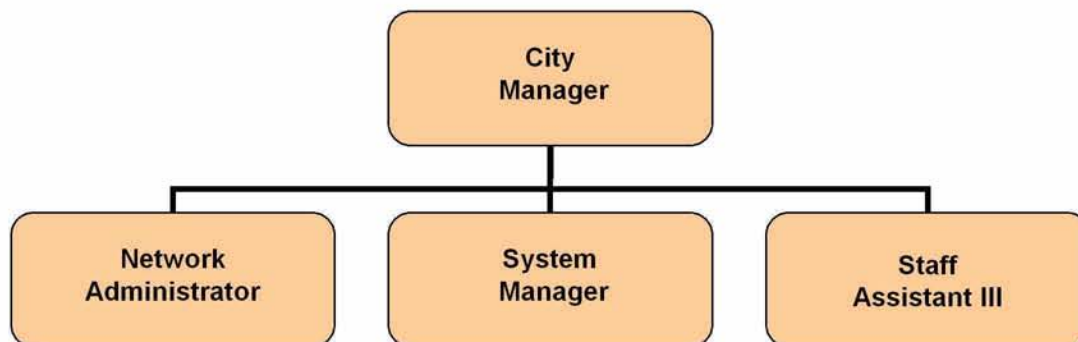 City
Manager
Network
Administrator
System
Manager
Staff
Assistant III